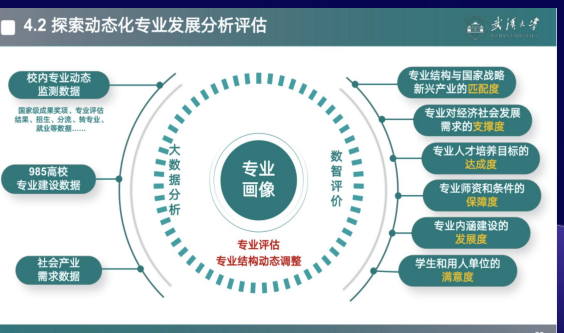 4.2 探索动态化专业发展分析评估
武汉大学
校内专业动态
监测数据
国家级成果奖项、专业评估
结果、招生、分流、转专业、
就业等数据……
985高校
专业建设数据
社会产业
需求数据
大数据分析
专业
画像
数智评价
专业评估
专业结构动态调整
专业结构与国家战略
新兴产业的匹配度
专业对经济社会发展
需求的支撑度
专业人才培养目标的
达成度
专业师资和条件的
保障度
专业内涵建设的
发展度
学生和用人单位的
满意度